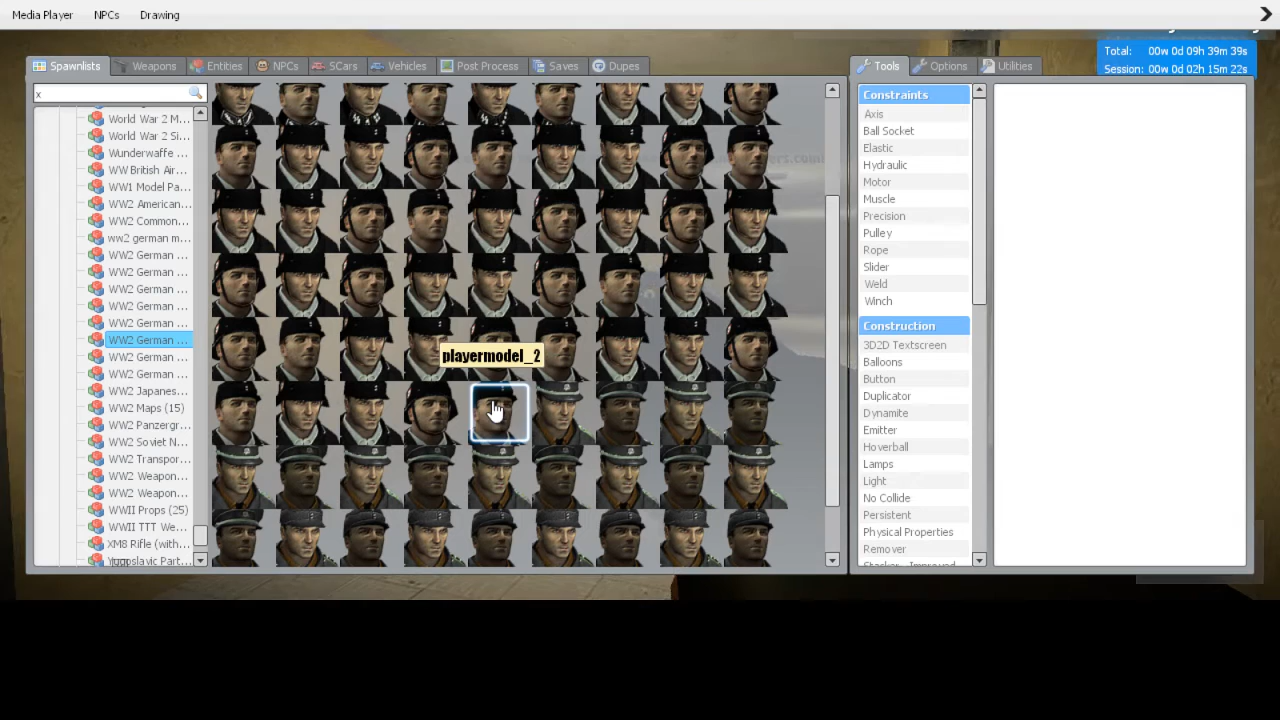 Media Player NPCs Drawing
Total: 00w 0d 09h 39m 39s
Session: 00w 0d 02h 15m 22s
Spawnlists Weapons Entities NPCs SCars Vehicles Post Process Saves Dupes
Tools Options Utilities
x
World War 2 M...
World War 2 Si...
Wunderwaffe ...
WW British Air...
WW1 Model Pa...
WW2 American...
WW2 Common...
ww2 german m...
WW2 German ...
WW2 German ...
WW2 German ...
WW2 German ...
WW2 German ...
WW2 German ...
WW2 German ...
WW2 German ...
WW2 Japanes...
WW2 Maps (15)
WW2 Panzergr...
WW2 Soviet N...
WW2 Transpor...
WW2 Weapon...
WW2 Weapon...
WWII Props (25)
WWII TTT We...
XM8 Rifle (with...
Yugoslavic Part...
playermodel_2
Constraints
Axis
Ball Socket
Elastic
Hydraulic
Motor
Muscle
Precision
Pulley
Rope
Slider
Weld
Winch
Construction
3D2D Textscreen
Balloons
Button
Duplicator
Dynamite
Emitter
Hoverball
Lamps
Light
No Collide
Persistent
Physical Properties
Remover
Stacker - Improved